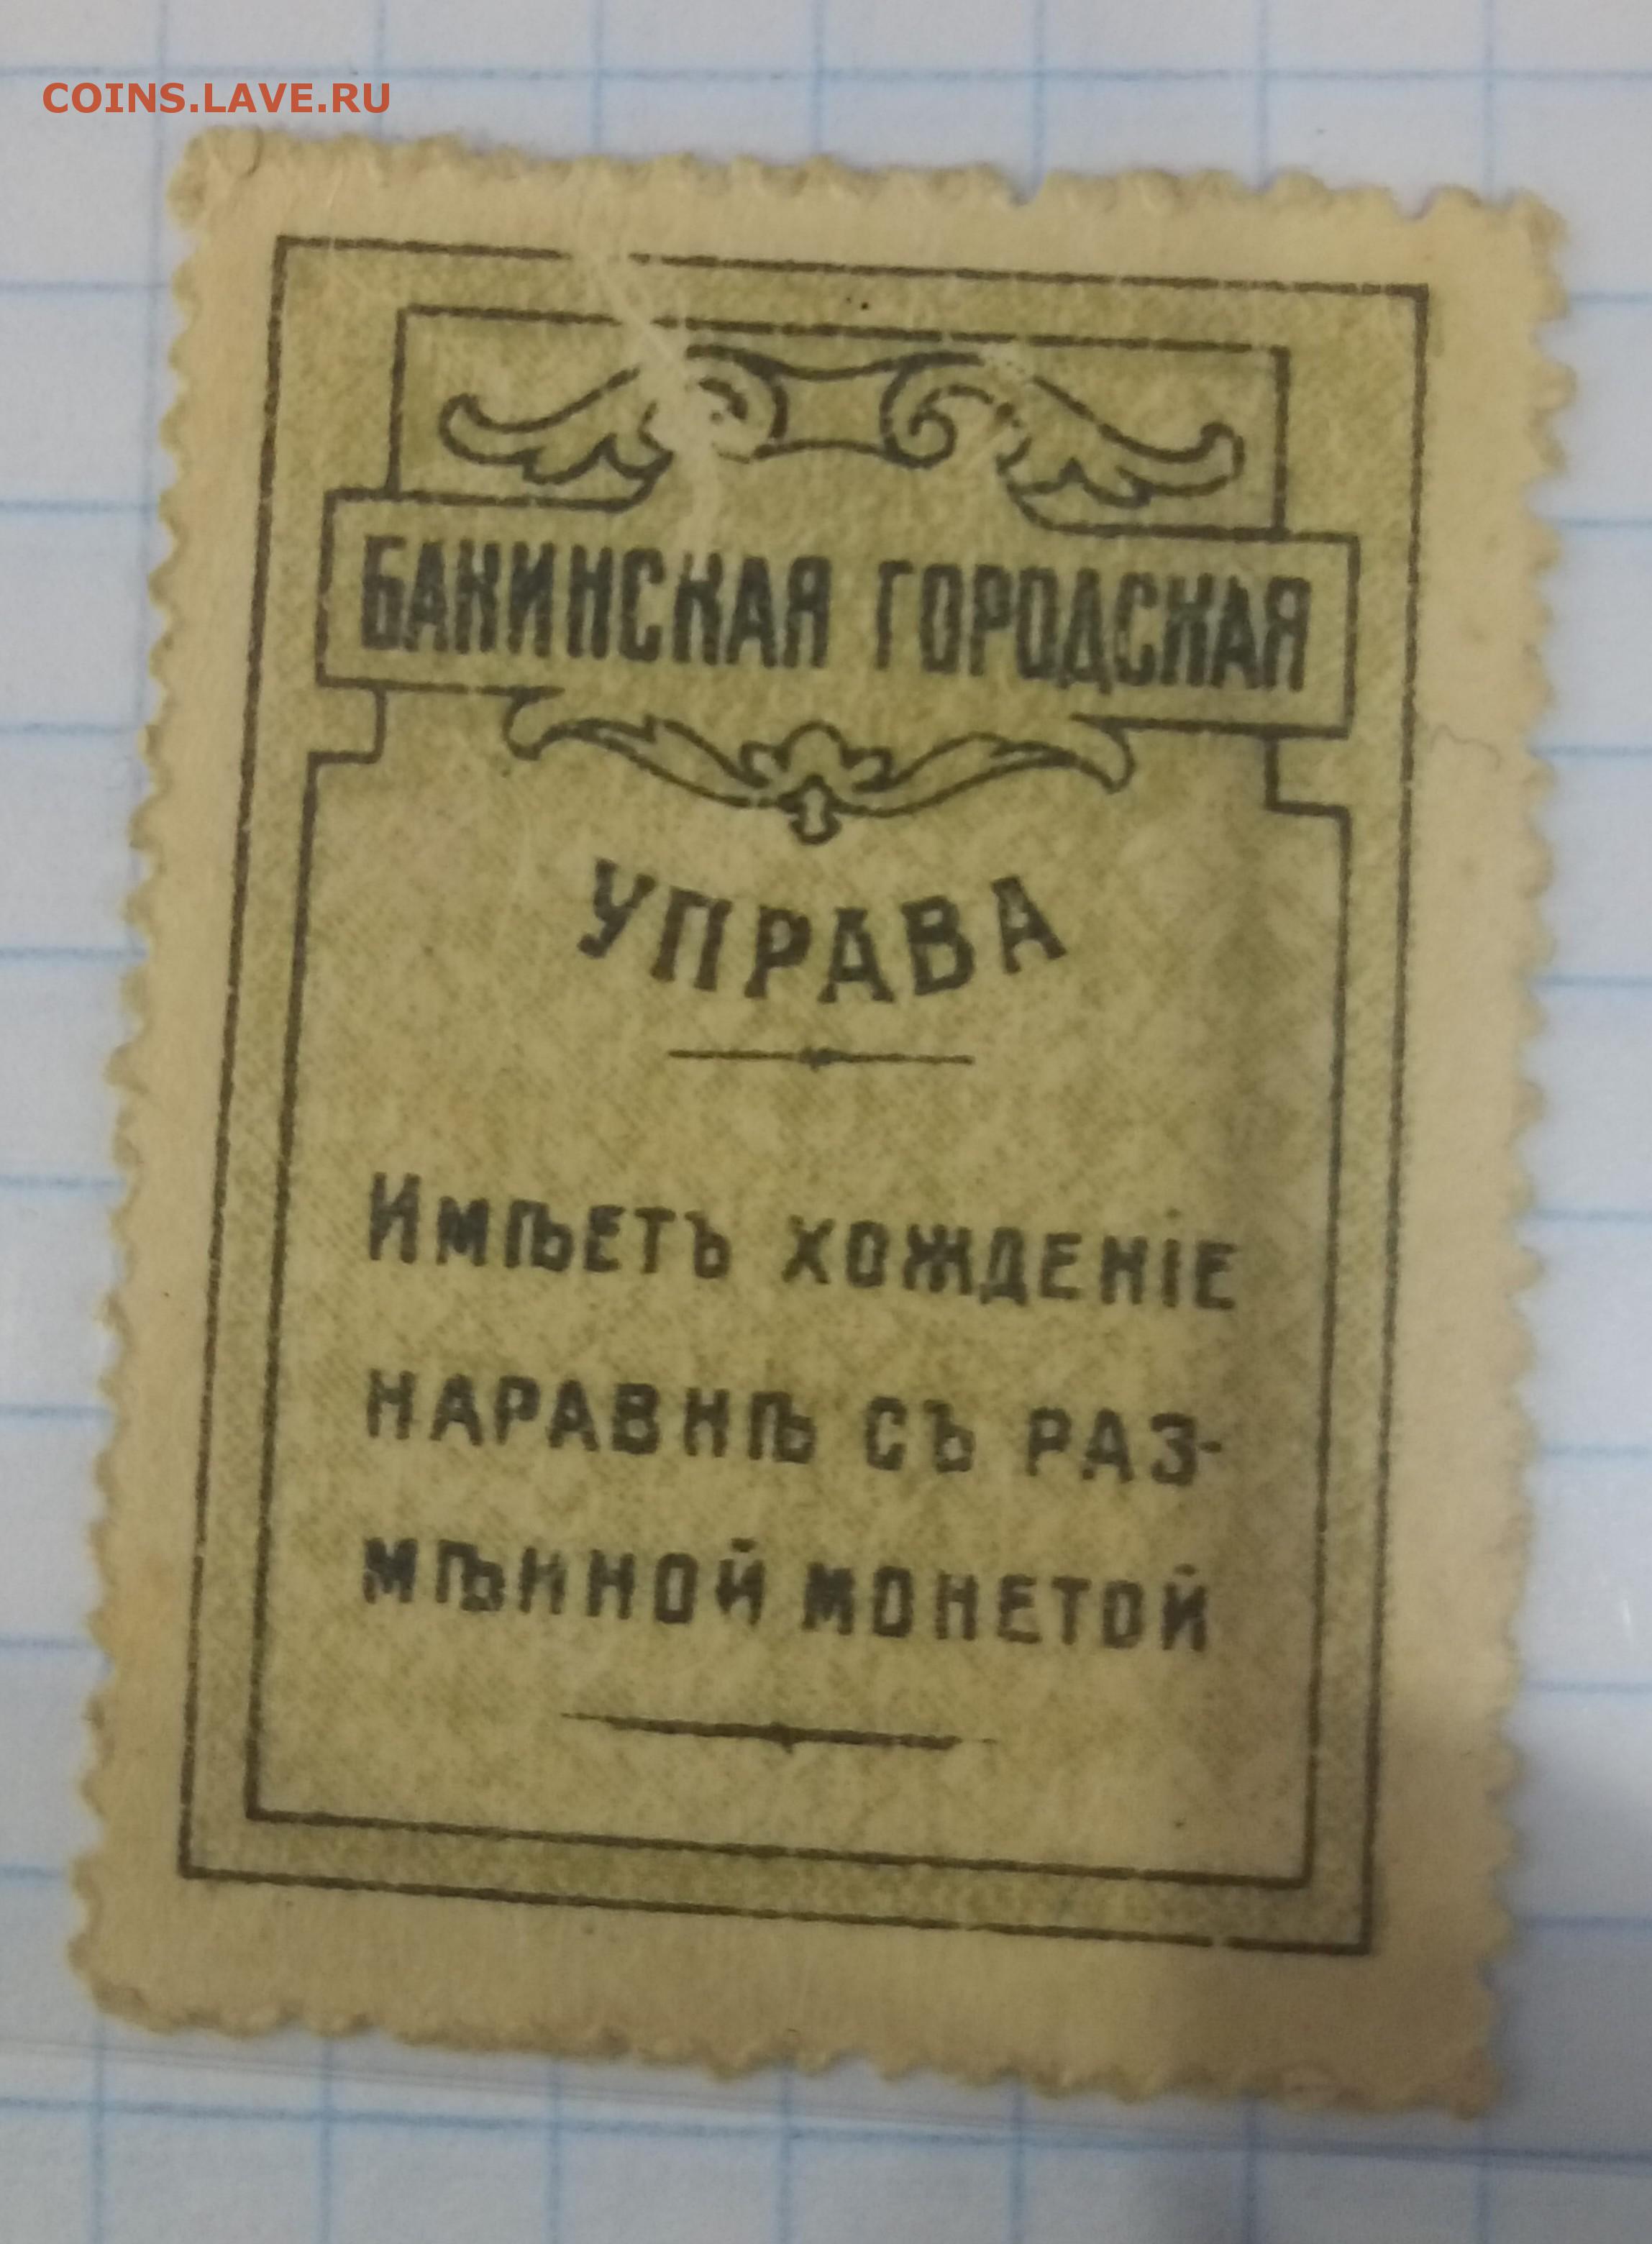 COINS.LAVE.RU
БАКИНСКАЯ ГОРОДСКАЯ
УПРАВА
ИМѢЕТЪ ХОЖДЕНІЕ
НАРАВНѢ СЪ РАЗ-
МѢННОЙ МОНЕТОЙ